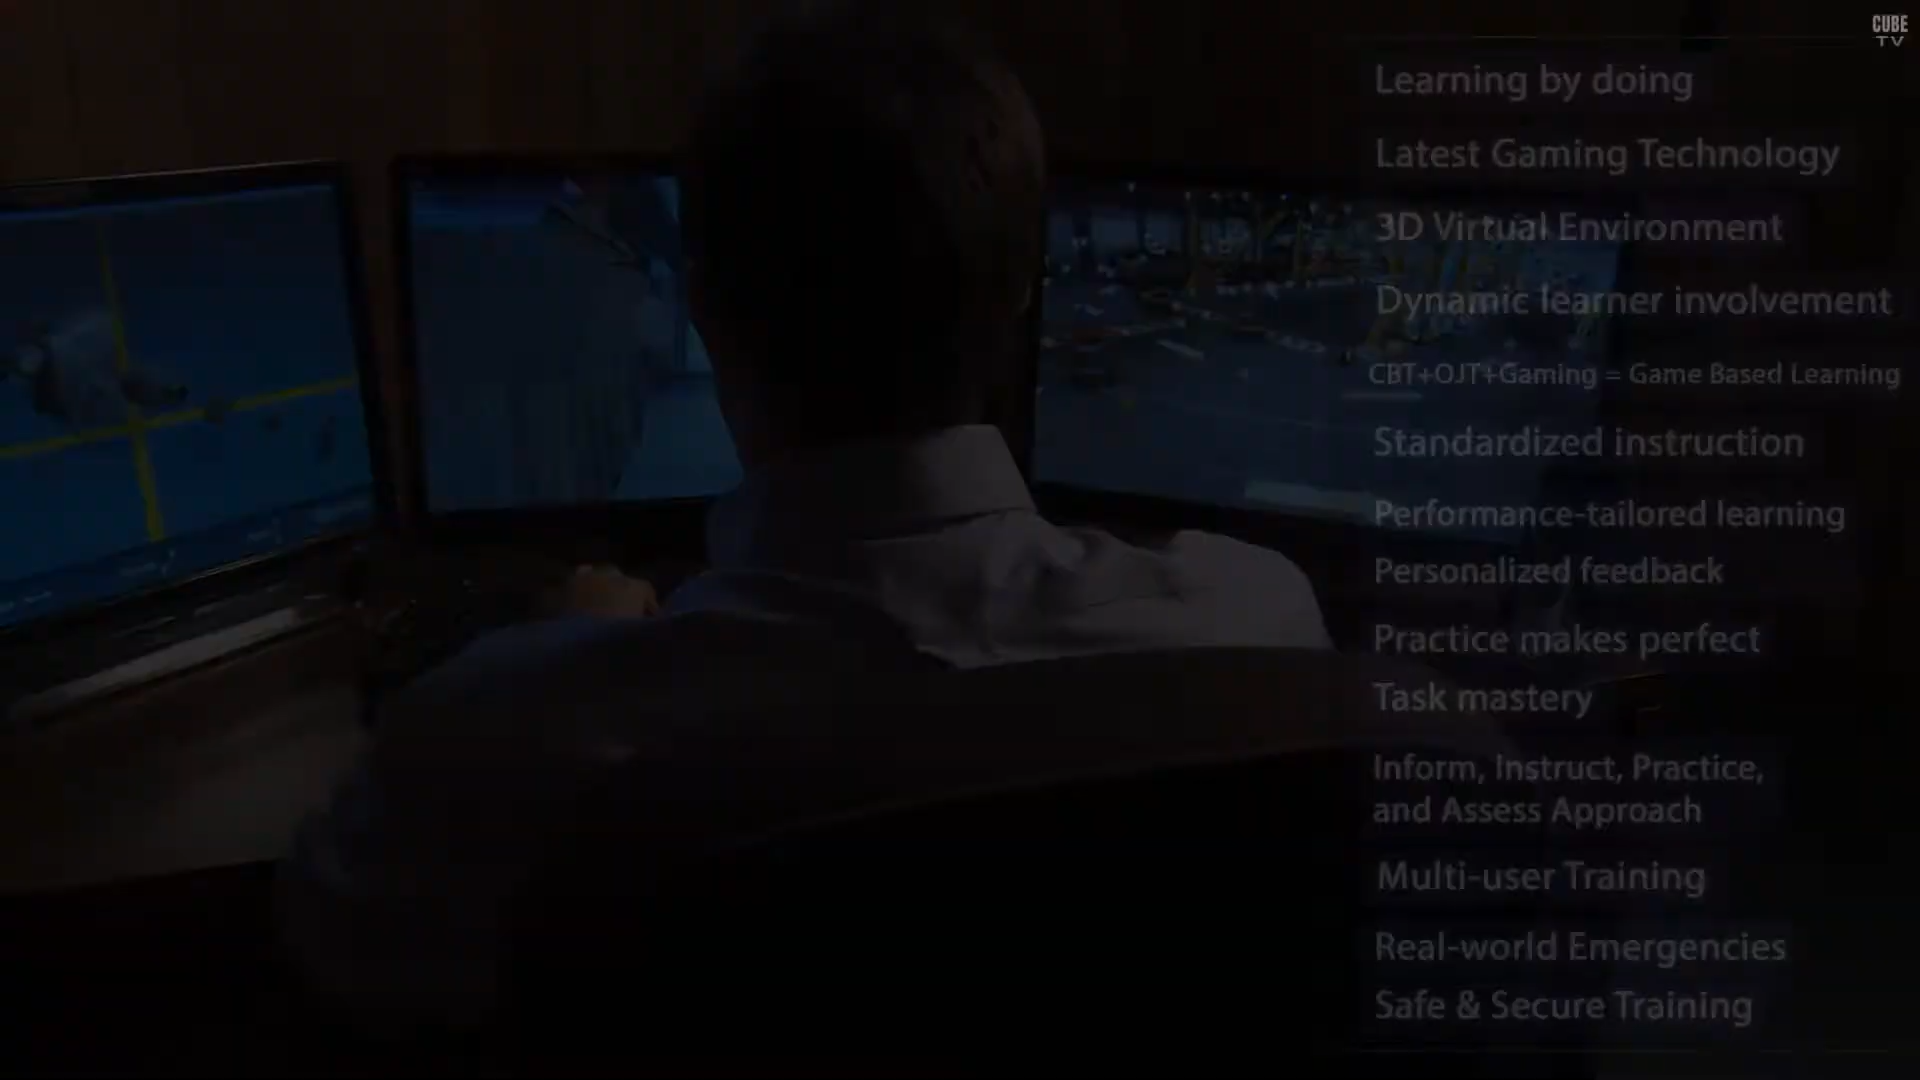 CUBE
TV
Learning by doing
Latest Gaming Technology
3D Virtual Environment
Dynamic learner involvement
CBT+OJT+Gaming = Game Based Learning
Standardized instruction
Performance-tailored learning
Personalized feedback
Practice makes perfect
Task mastery
Inform, Instruct, Practice,
and Assess Approach
Multi-user Training
Real-world Emergencies
Safe & Secure Training